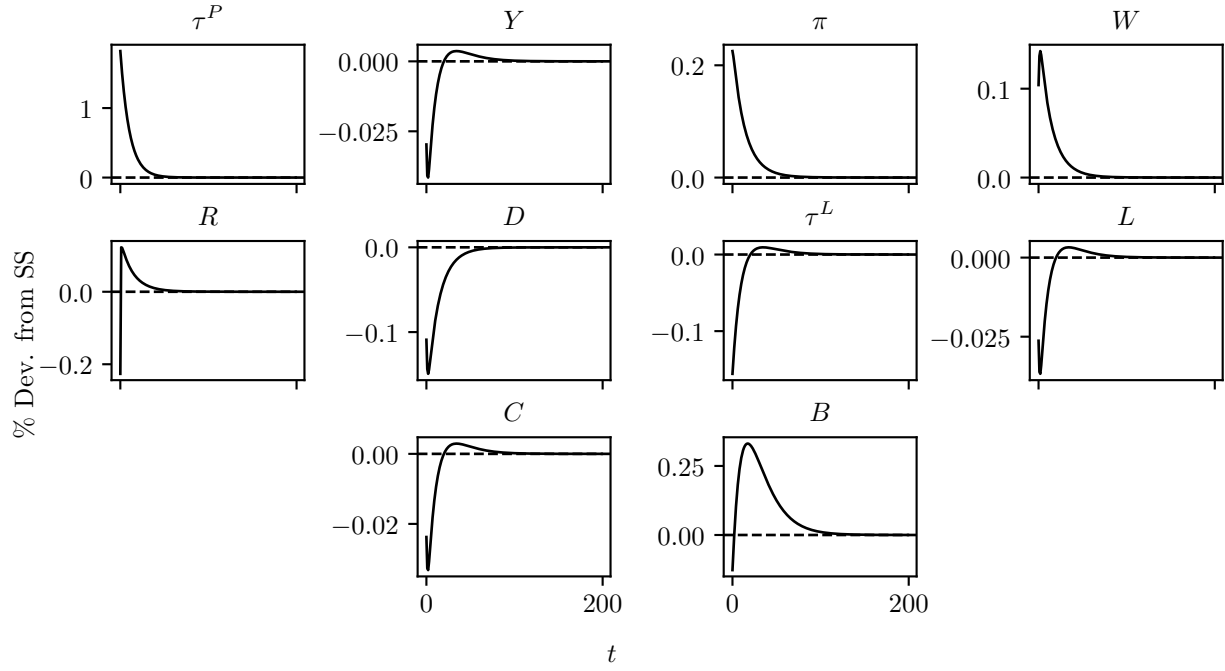 τ^P Y π W
1 0.000 0.2 0.1
0 −0.025 0.0 0.0
R D τ^L L
0.0 0.0 0.0 0.000
−0.2 −0.1 −0.1 −0.025
% Dev. from SS
C B
0.00 0.25
−0.02 0.00
0 200 0 200
t